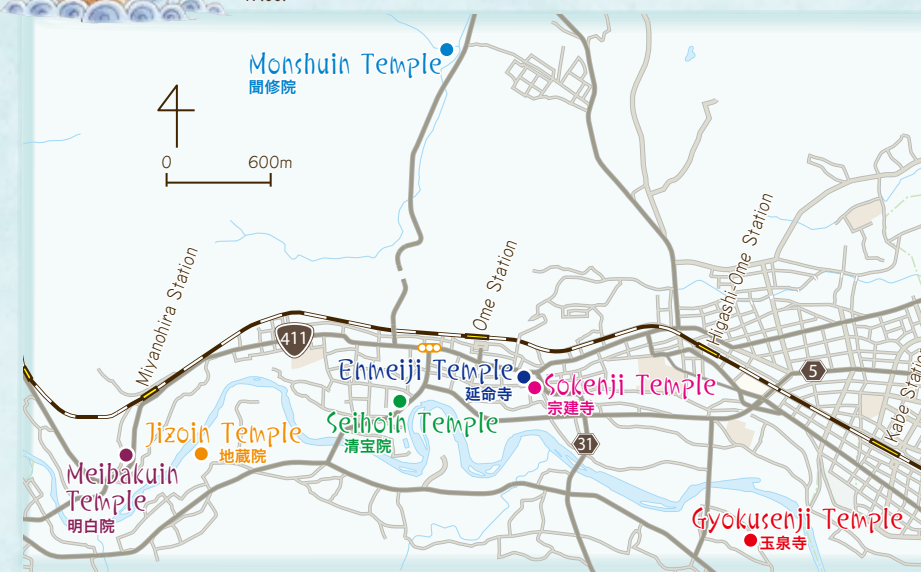 Monshuin Temple
聞修院
0 600m
Miyanohira Station
Ome Station
Higashi-Ome Station
411
5
Enmeiji Temple
延命寺
Sokenji Temple
宗建寺
Seihoin Temple
清宝院
Jizoin Temple
地蔵院
31
Kabe Station
Meibakuin
Temple
明白院
Gyokusenji Temple
玉泉寺